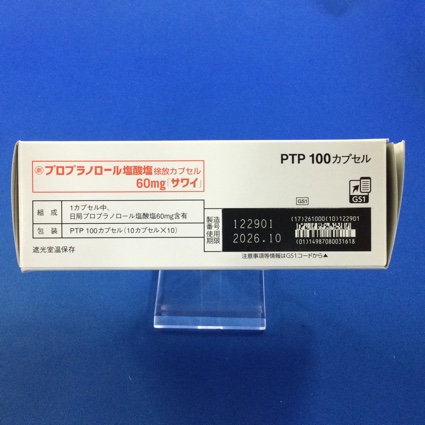 PTP 100カプセル
劇 プロプラノロール塩酸塩 徐放カプセル
60mg「サワイ」
GS1
GS1
組成 1カプセル中、
日局プロプラノロール塩酸塩60mg含有
包装 PTP 100カプセル(10カプセル×10)
遮光室温保存
製造番号 122901
使用期限 2026.10
(17)261000(10)122901
(01)14987080031618
注意事項等情報はGS1コードから▲